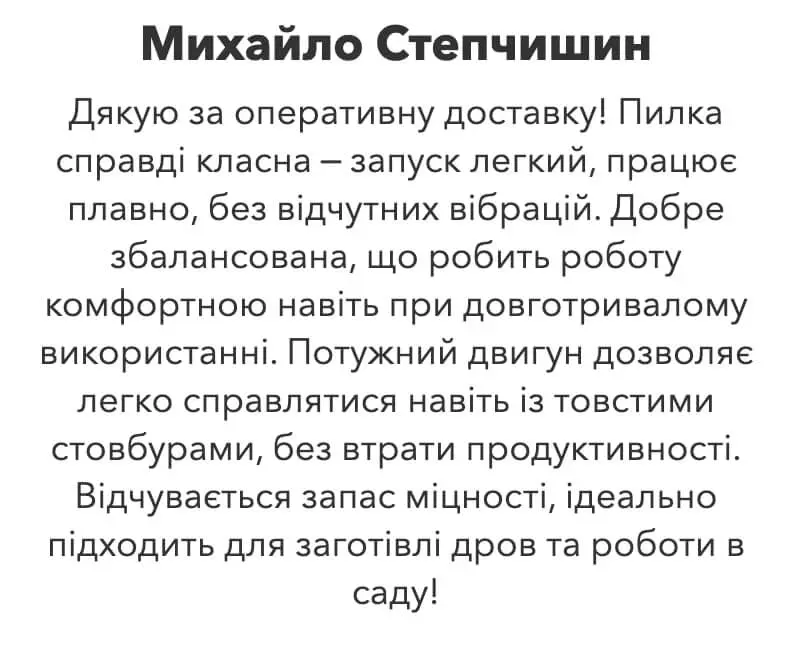 Михайло Степчишин
Дякую за оперативну доставку! Пилка
справді класна — запуск легкий, працює
плавно, без відчутних вібрацій. Добре
збалансована, що робить роботу
комфортною навіть при довготривалому
використанні. Потужний двигун дозволяє
легко справлятися навіть із товстими
стовбурами, без втрати продуктивності.
Відчувається запас міцності, ідеально
підходить для заготівлі дров та роботи в
саду!